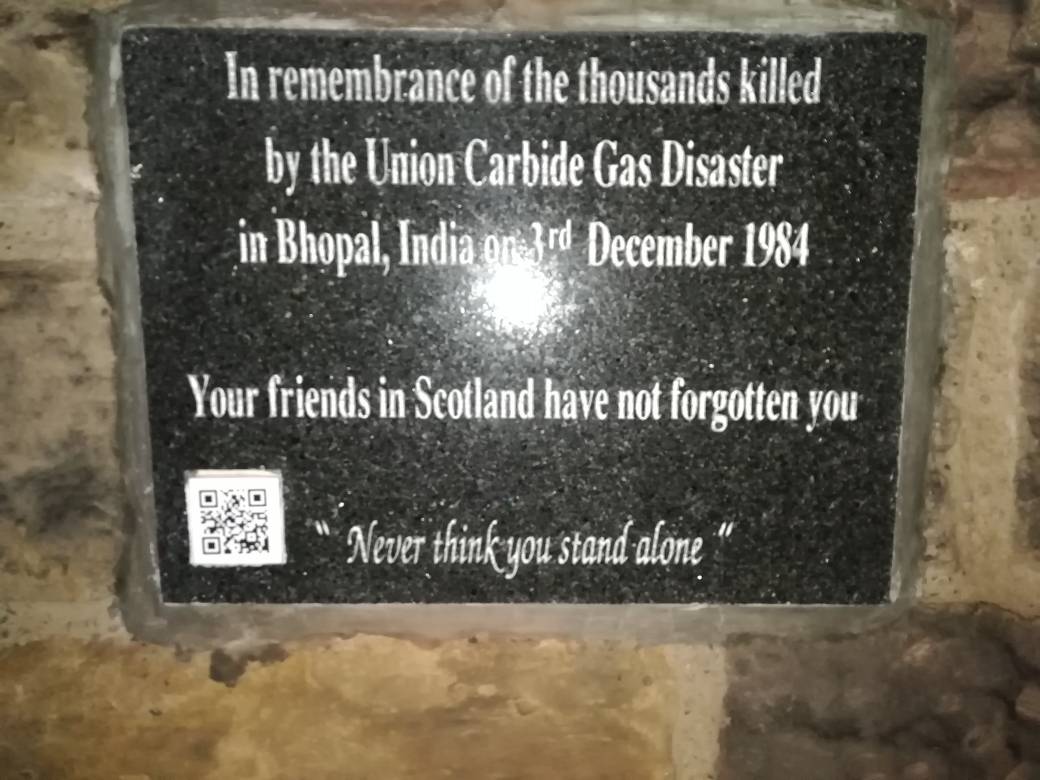 In remembrance of the thousands killed
by the Union Carbide Gas Disaster
in Bhopal, India on 3rd December 1984
Your friends in Scotland have not forgotten you
“ Never think you stand alone “